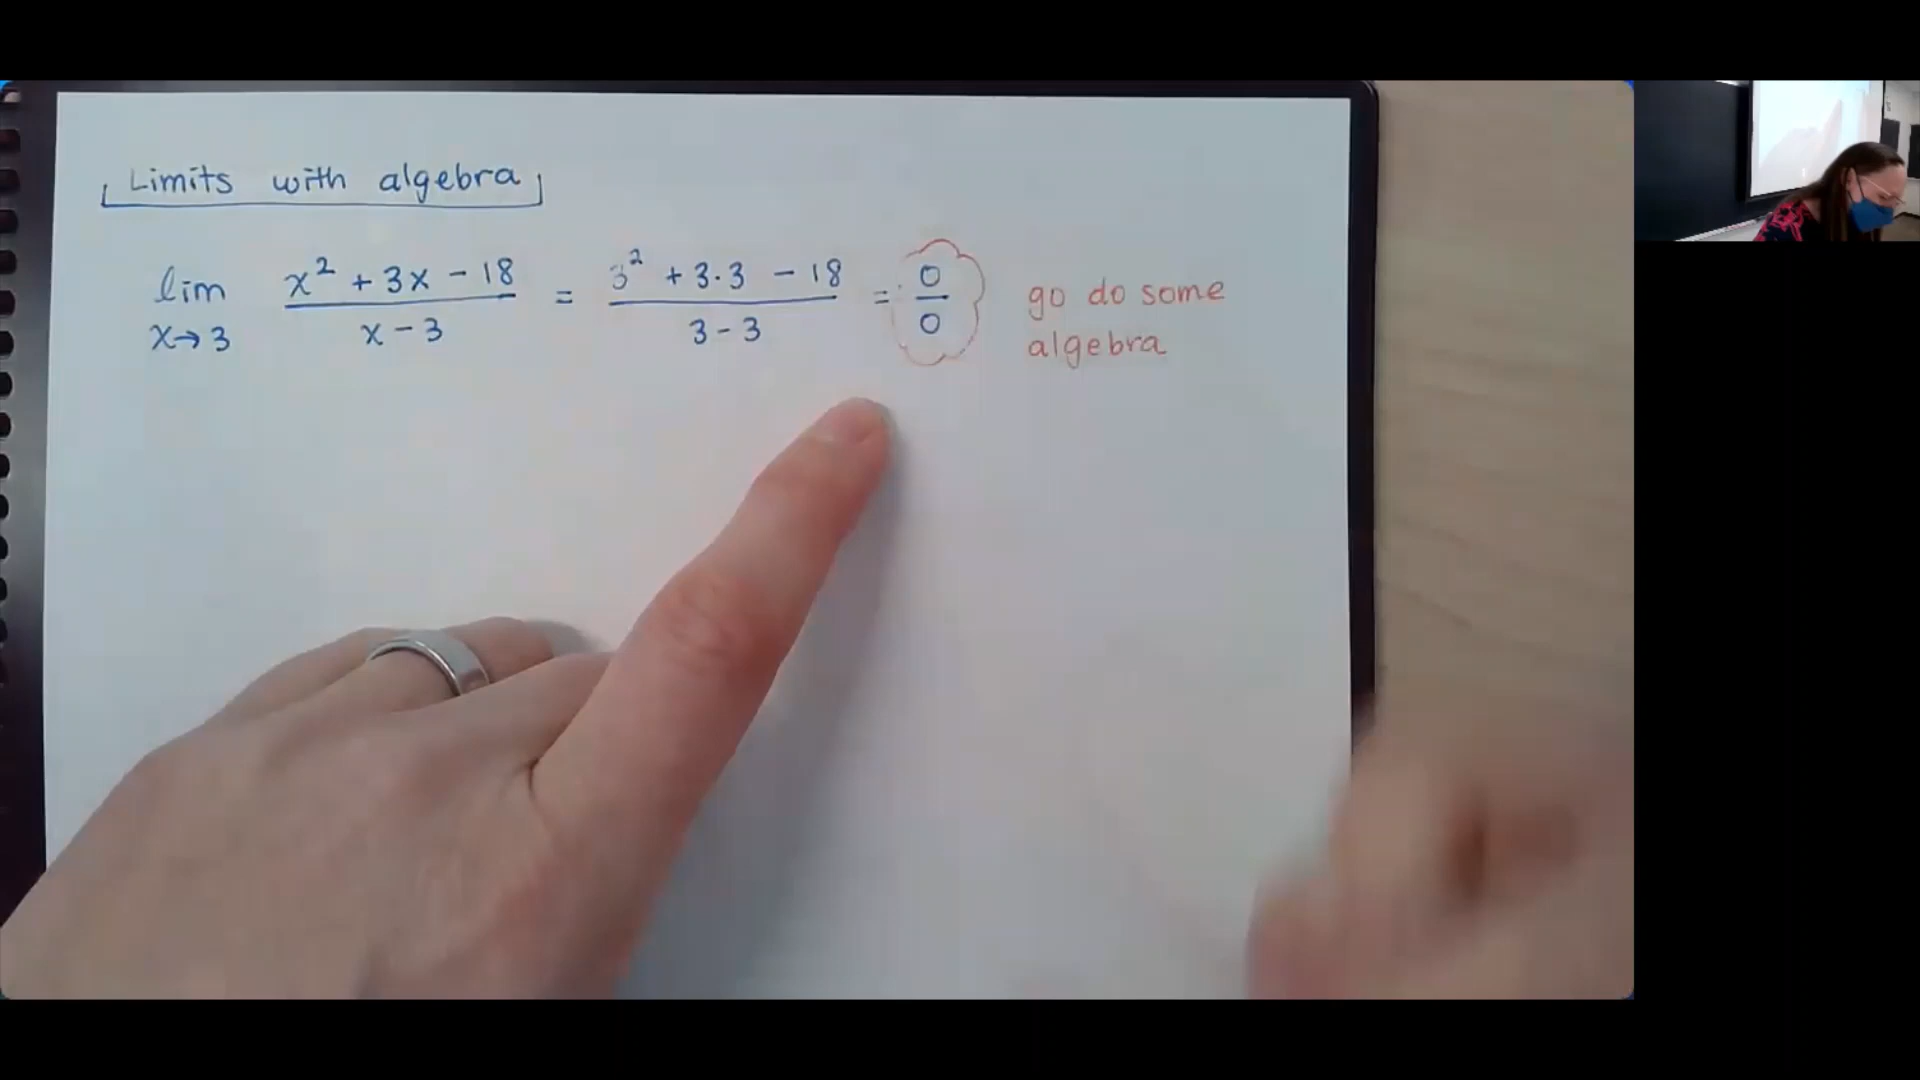 Limits with algebra
lim x→3 (x² + 3x - 18)/(x - 3) = (3² + 3·3 - 18)/(3 - 3) = 0/0 go do some
algebra